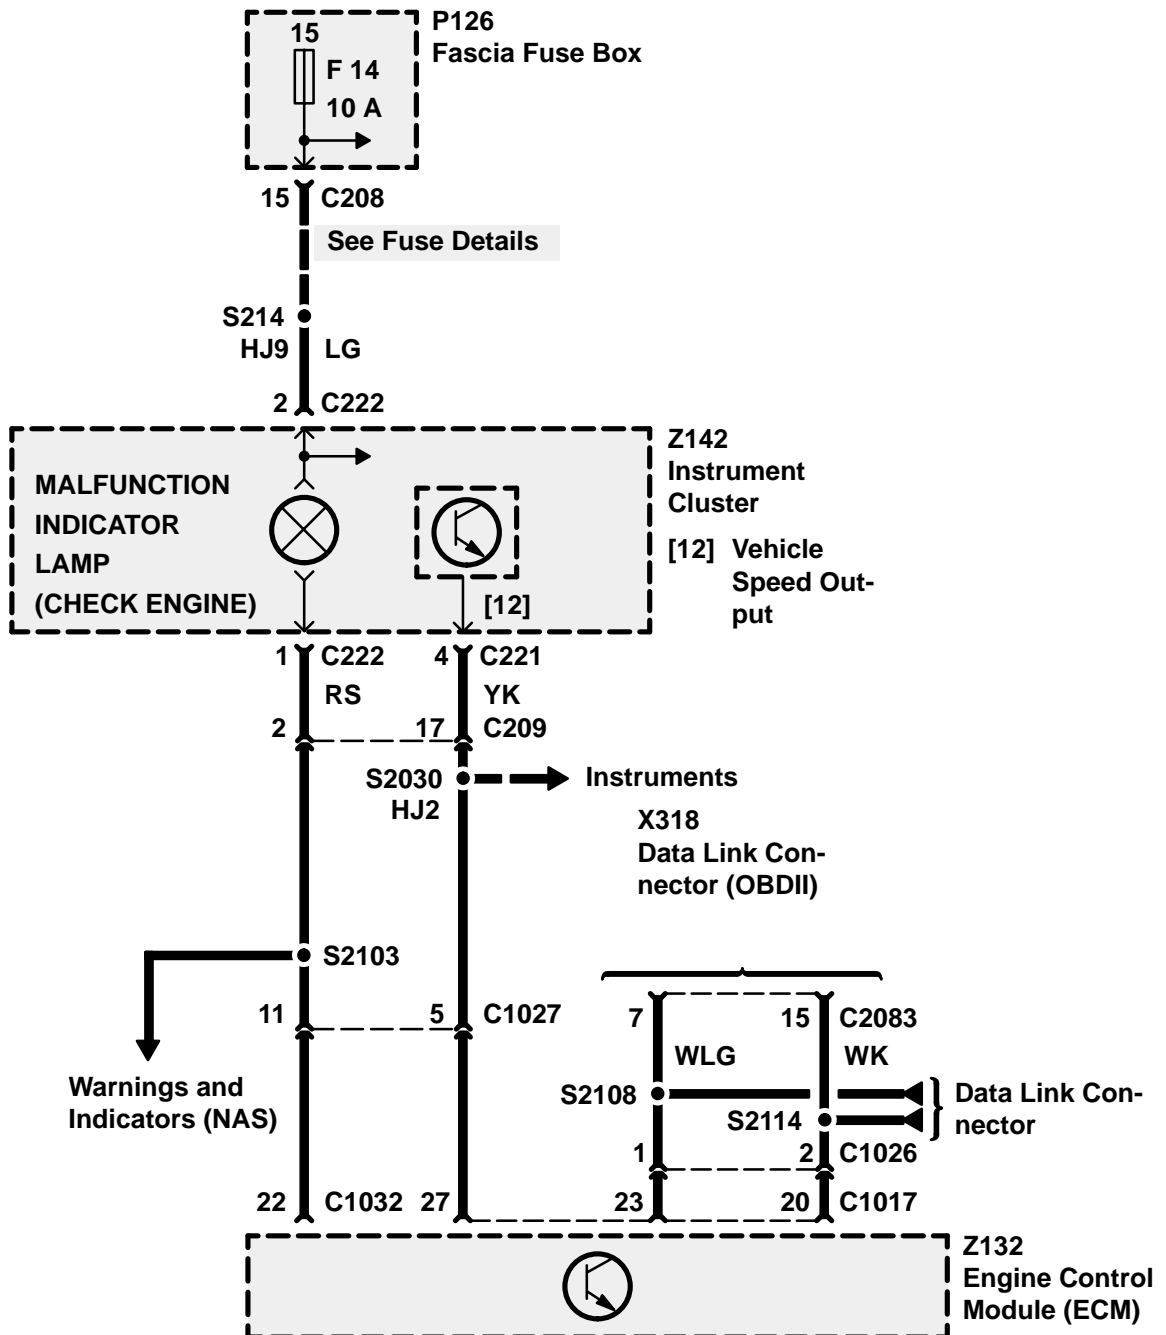 P126
Fascia Fuse Box
15
F 14
10 A
15 C208
See Fuse Details
S214
HJ9 LG
2 C222
MALFUNCTION
INDICATOR
LAMP
(CHECK ENGINE)
[12]
Z142
Instrument
Cluster
[12] Vehicle
Speed Out-
put
1 C222 4 C221
RS YK
2 17 C209
S2030
HJ2
Instruments
X318
Data Link Con-
nector (OBDII)
S2103
11 5 C1027
7 15 C2083
WLG WK
Warnings and
Indicators (NAS)
S2108
S2114
Data Link Con-
nector
1 2 C1026
22 C1032 27 23 20 C1017
Z132
Engine Control
Module (ECM)